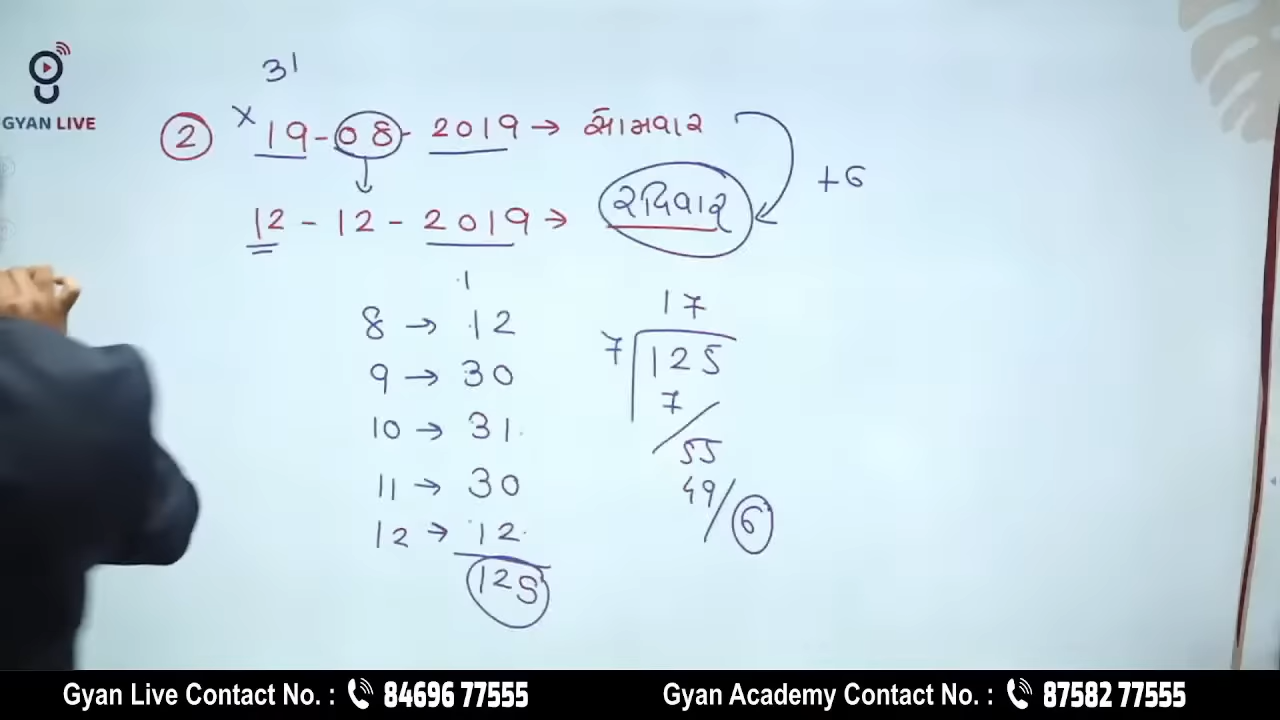 31
GYAN LIVE
2 × 19-08-2019 → સોમવાર
+6
12-12-2019 → રવિવાર
1
8 → 12
9 → 30
10 → 31
11 → 30
12 → 12
125
17
7 125
7
55
49
6
Gyan Live Contact No. : 84696 77555
Gyan Academy Contact No. : 87582 77555